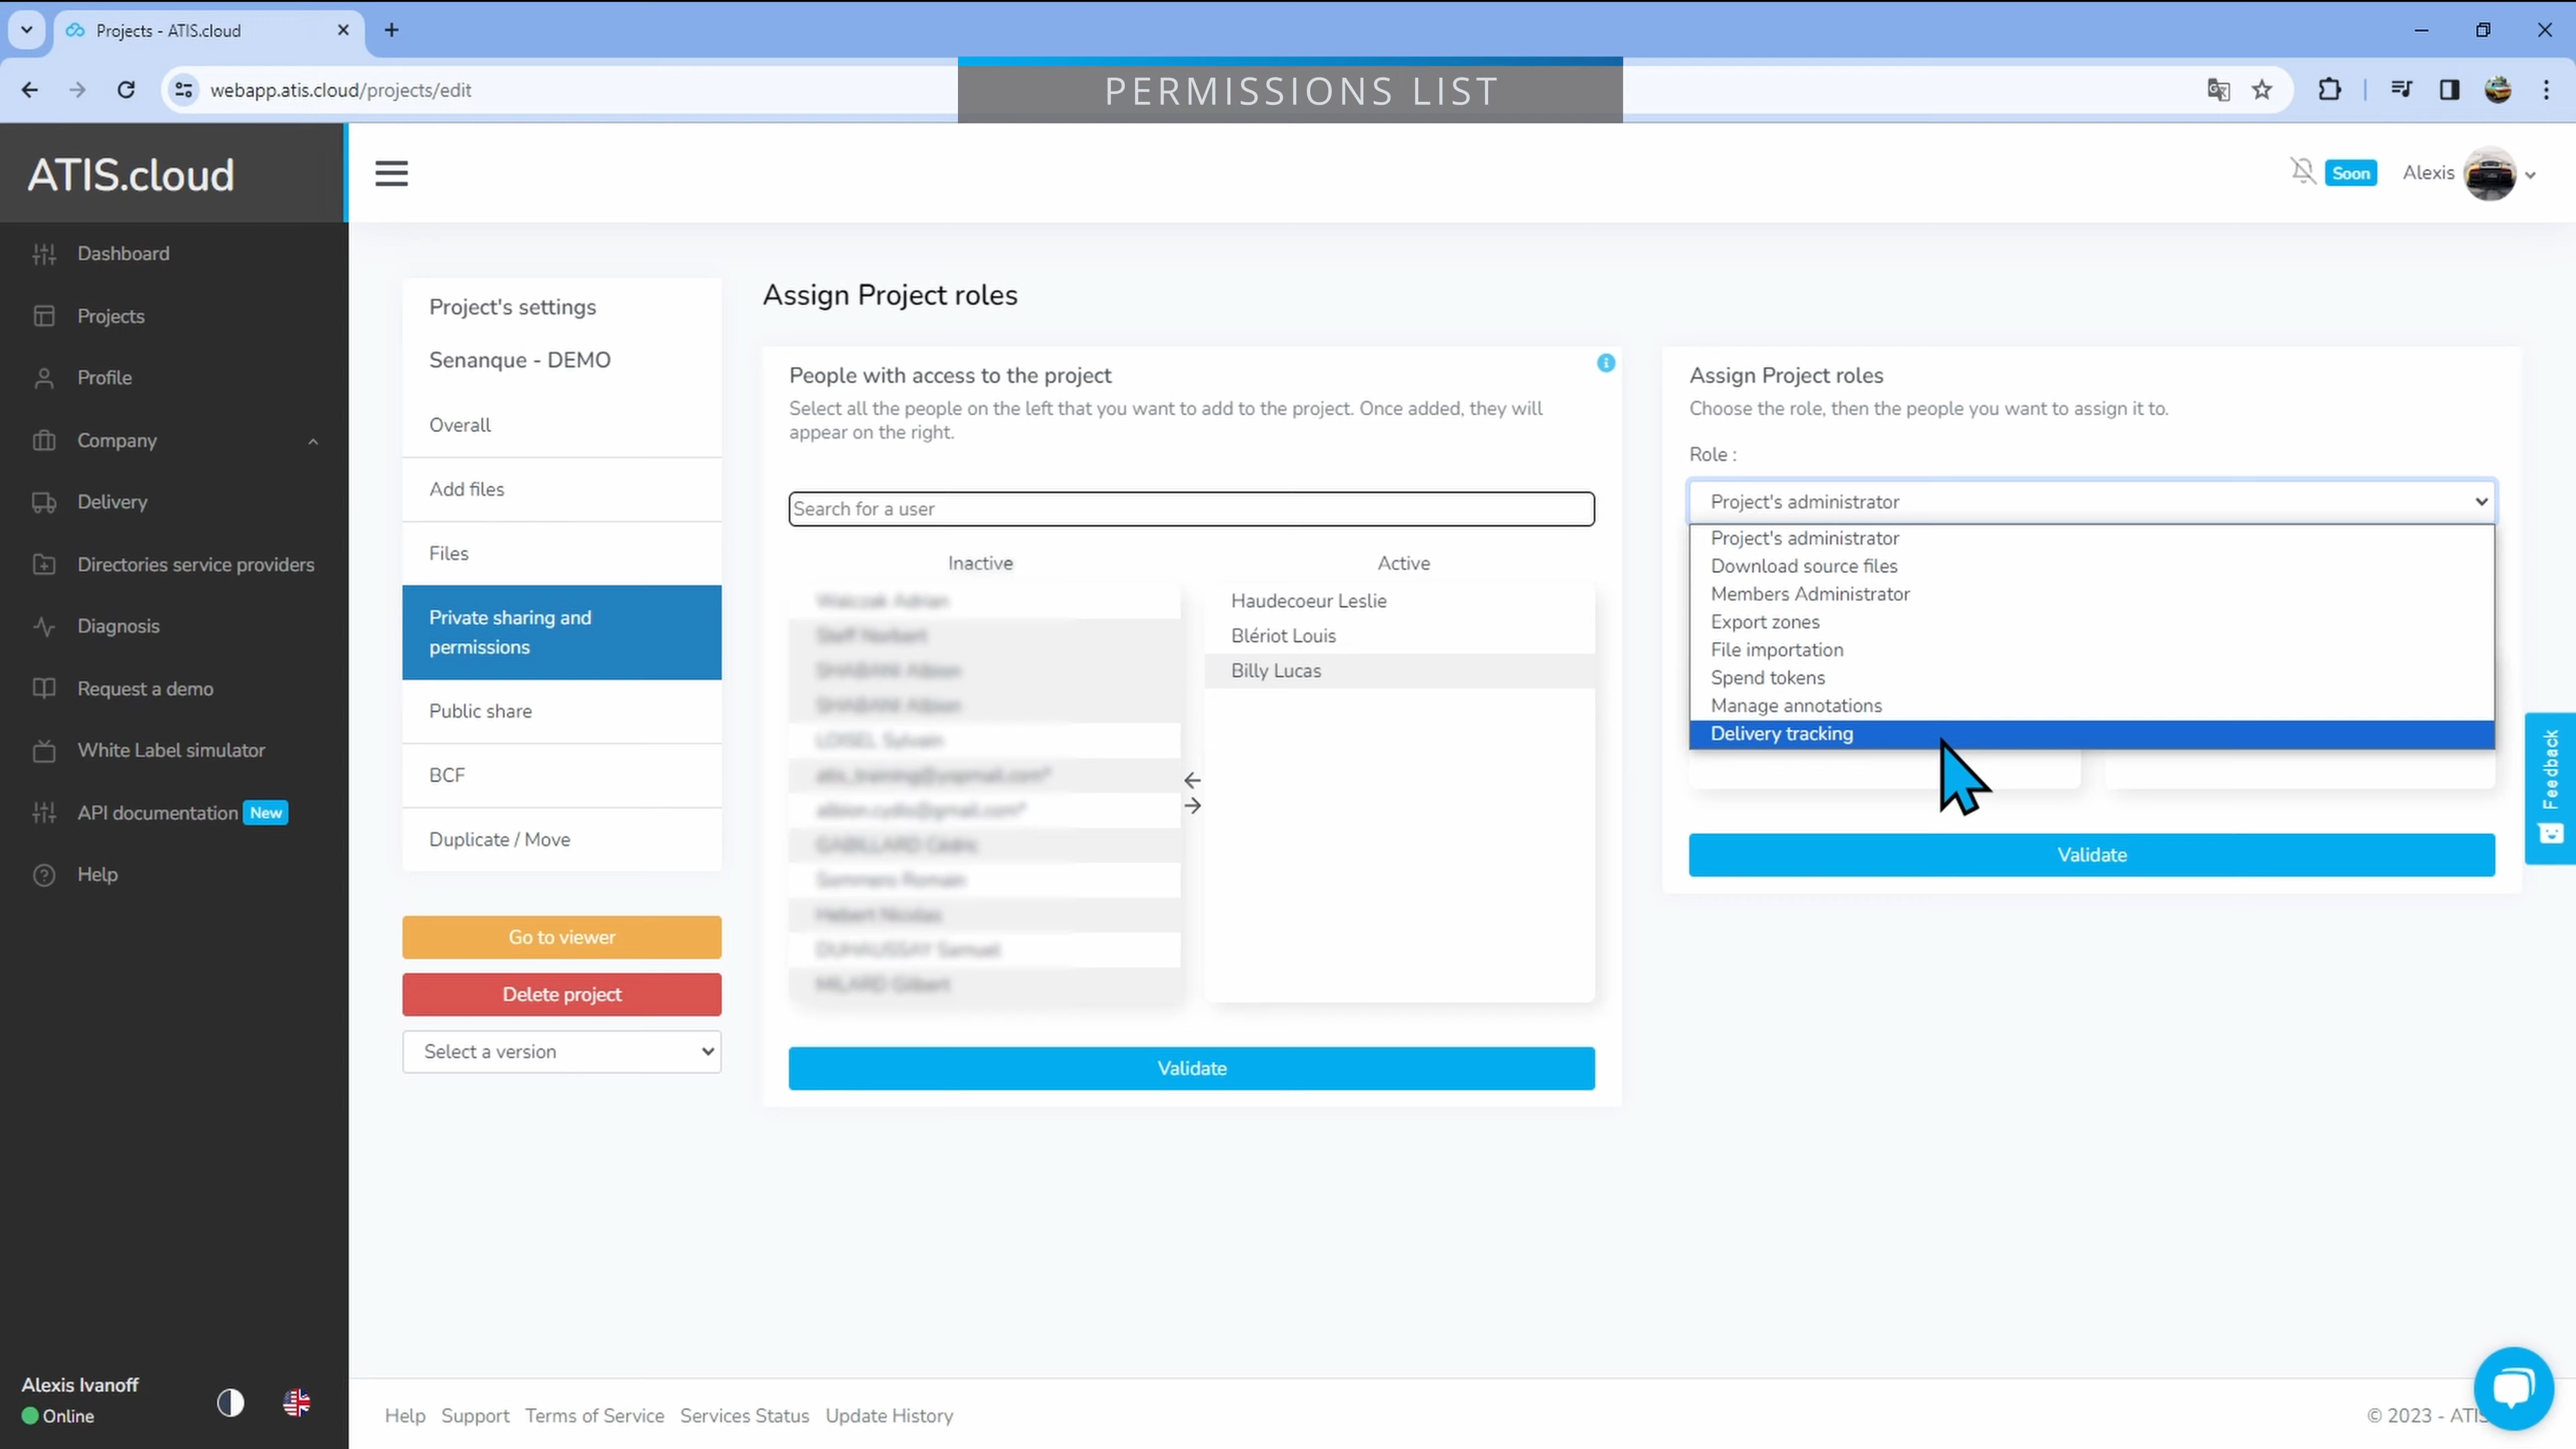 Projects - ATIS.cloud
webapp.atis.cloud/projects/edit
PERMISSIONS LIST
ATIS.cloud
Soon
Alexis
Dashboard
Projects
Profile
Company
Delivery
Directories service providers
Diagnosis
Request a demo
White Label simulator
API documentation New
Help
Alexis Ivanoff
Online
Project's settings
Senanque - DEMO
Overall
Add files
Files
Private sharing and
permissions
Public share
BCF
Duplicate / Move
Go to viewer
Delete project
Select a version
Assign Project roles
People with access to the project
Select all the people on the left that you want to add to the project. Once added, they will
appear on the right.
Search for a user
Inactive
Active
Haudecoeur Leslie
Blériot Louis
Billy Lucas
Validate
Assign Project roles
Choose the role, then the people you want to assign it to.
Role :
Project's administrator
Project's administrator
Download source files
Members Administrator
Export zones
File importation
Spend tokens
Manage annotations
Delivery tracking
Validate
Feedback
Help Support Terms of Service Services Status Update History
© 2023 - ATIS